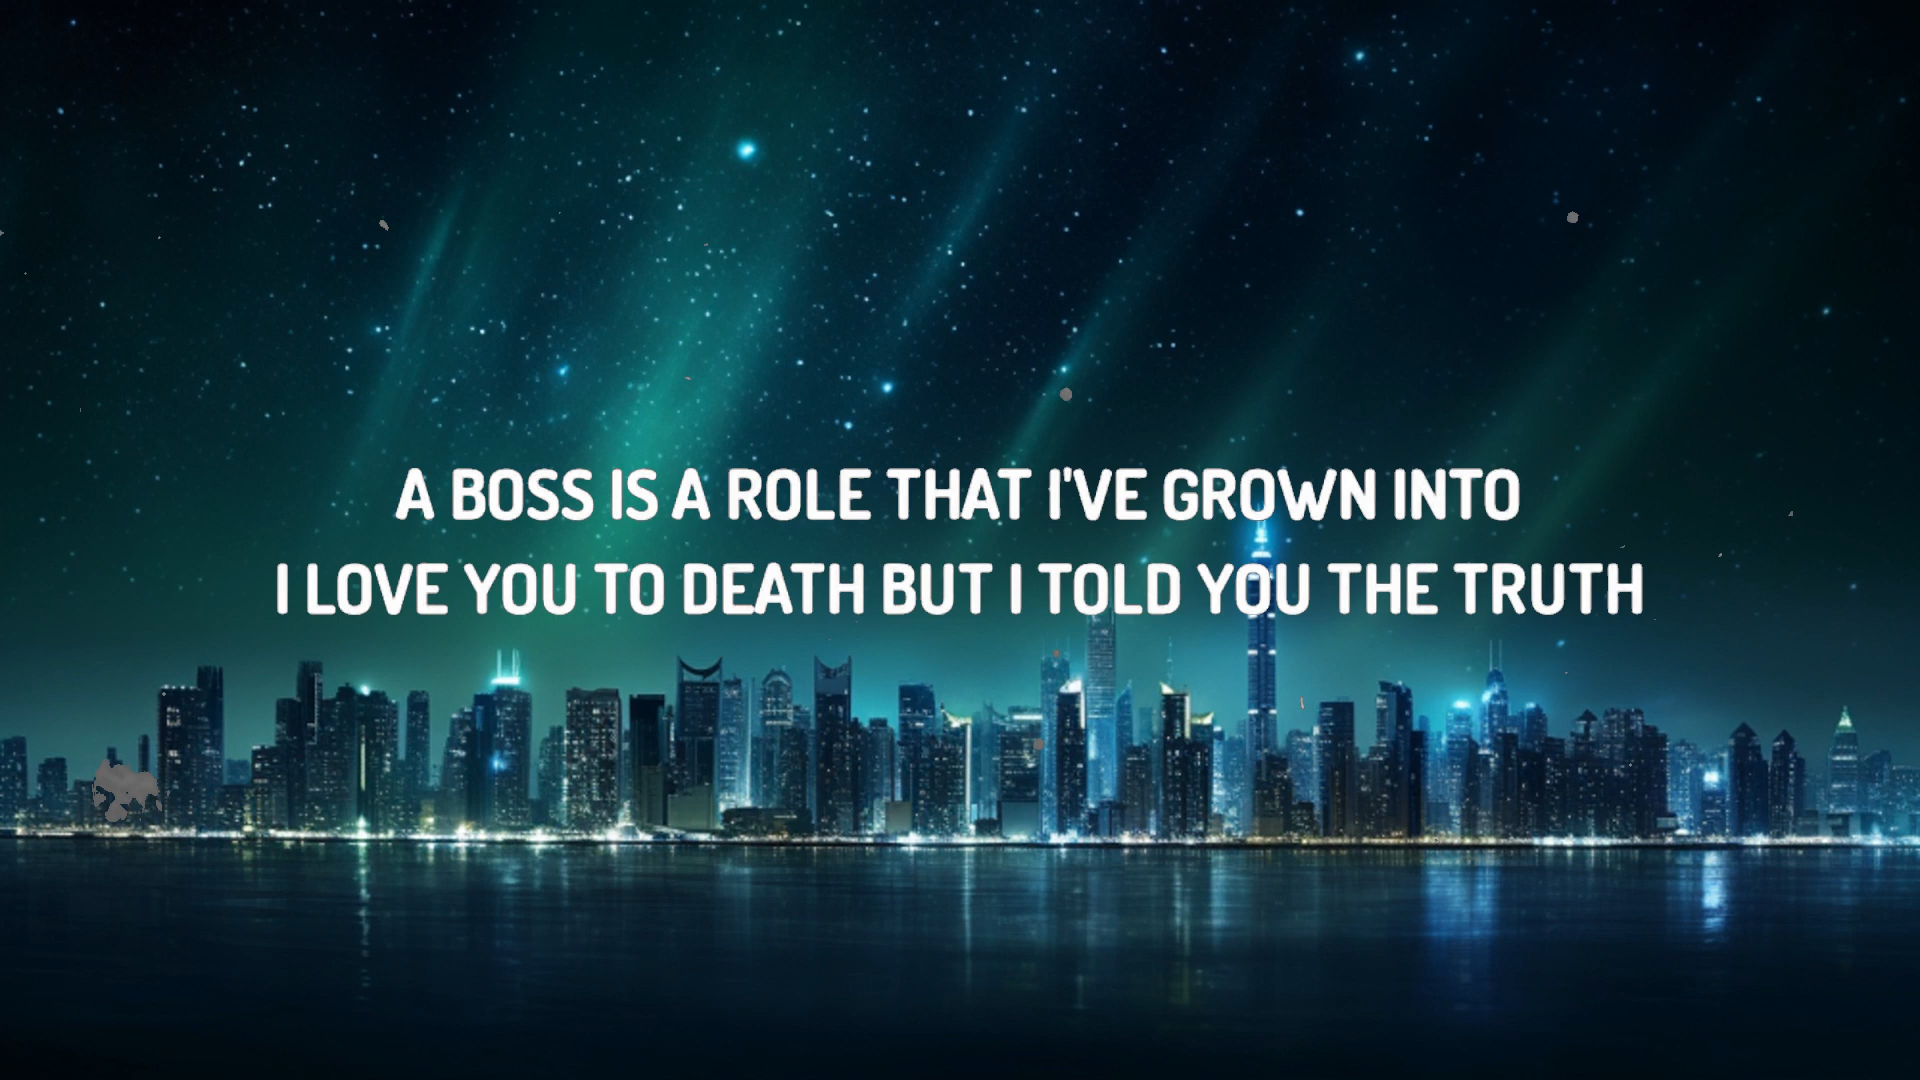 A BOSS IS A ROLE THAT I'VE GROWN INTO
I LOVE YOU TO DEATH BUT I TOLD YOU THE TRUTH